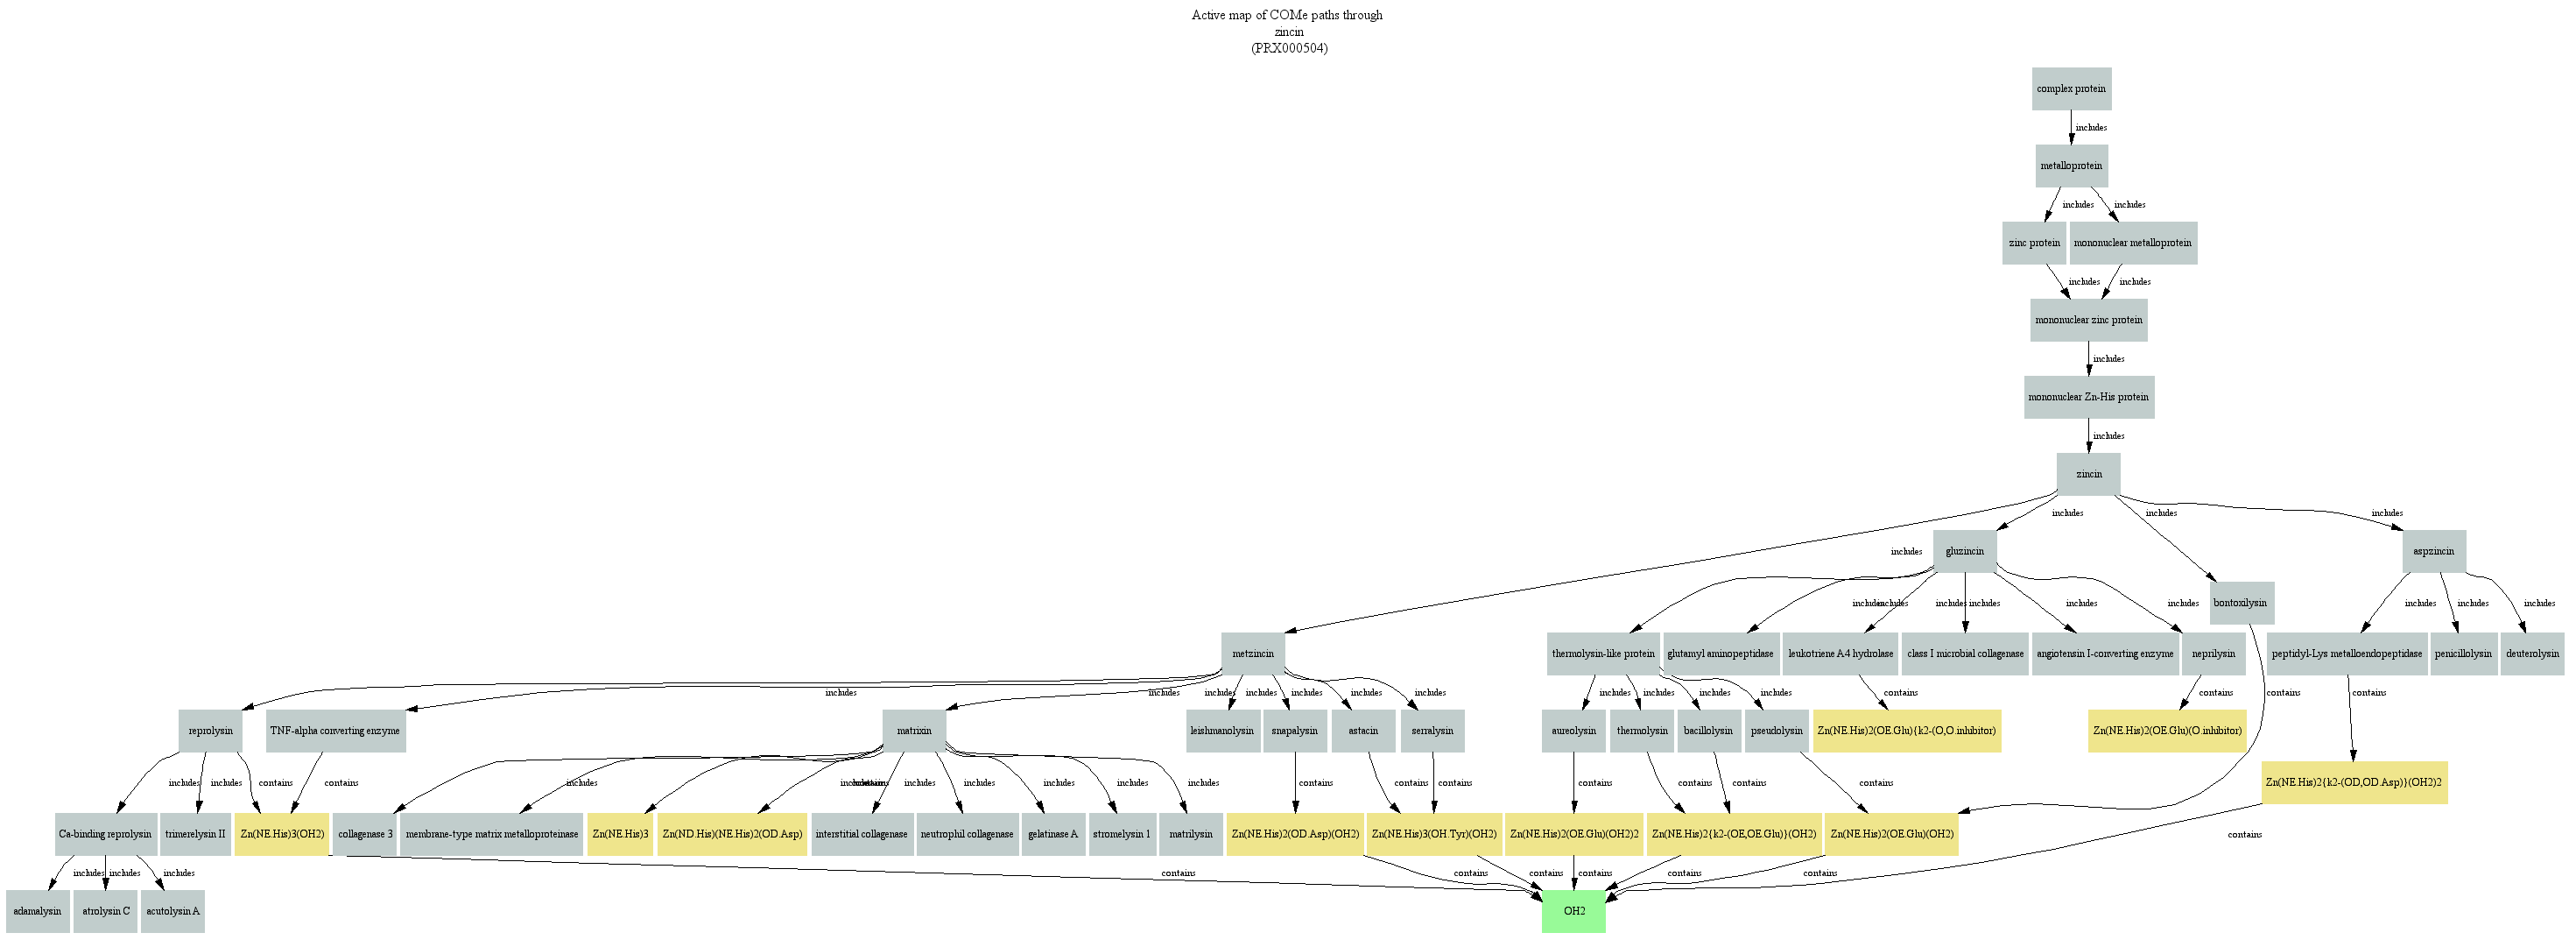 Active map of COMe paths through
zincin
(PRX000504)
complex protein
includes
metalloprotein
includes includes
zinc protein mononuclear metalloprotein
includes includes
mononuclear zinc protein
includes
mononuclear Zn-His protein
includes
zincin
includes includes includes
includes gluzincin aspzincin
bontoxilysin
includes includes includes includes includes includes includes includes includes
metzincin thermolysin-like protein glutamyl aminopeptidase leukotriene A4 hydrolase class I microbial collagenase angiotensin I-converting enzyme neprilysin peptidyl-Lys metalloendopeptidase penicillolysin deuterolysin
includes includes includes includes includes includes includes includes includes includes includes contains contains contains contains
reprolysin TNF-alpha converting enzyme matrixin leishmanolysin snapalysin astacin serralysin aureolysin thermolysin bacillolysin pseudolysin Zn(NE.His)2(OE.Glu){k2-(O,O.inhibitor) Zn(NE.His)2(OE.Glu)(O.inhibitor)
includes includes contains contains includes includes contains includes includes includes includes includes contains contains contains contains contains contains contains Zn(NE.His)2{k2-(OD,OD.Asp)}(OH2)2
Ca-binding reprolysin trimerelysin II Zn(NE.His)3(OH2) collagenase 3 membrane-type matrix metalloproteinase Zn(NE.His)3 Zn(ND.His)(NE.His)2(OD.Asp) interstitial collagenase neutrophil collagenase gelatinase A stromelysin 1 matrilysin Zn(NE.His)2(OD.Asp)(OH2) Zn(NE.His)3(OH.Tyr)(OH2) Zn(NE.His)2(OE.Glu)(OH2)2 Zn(NE.His)2{k2-(OE,OE.Glu)}(OH2) Zn(NE.His)2(OE.Glu)(OH2) contains
includes includes includes contains contains contains contains contains contains
adamalysin atrolysin C acutolysin A OH2